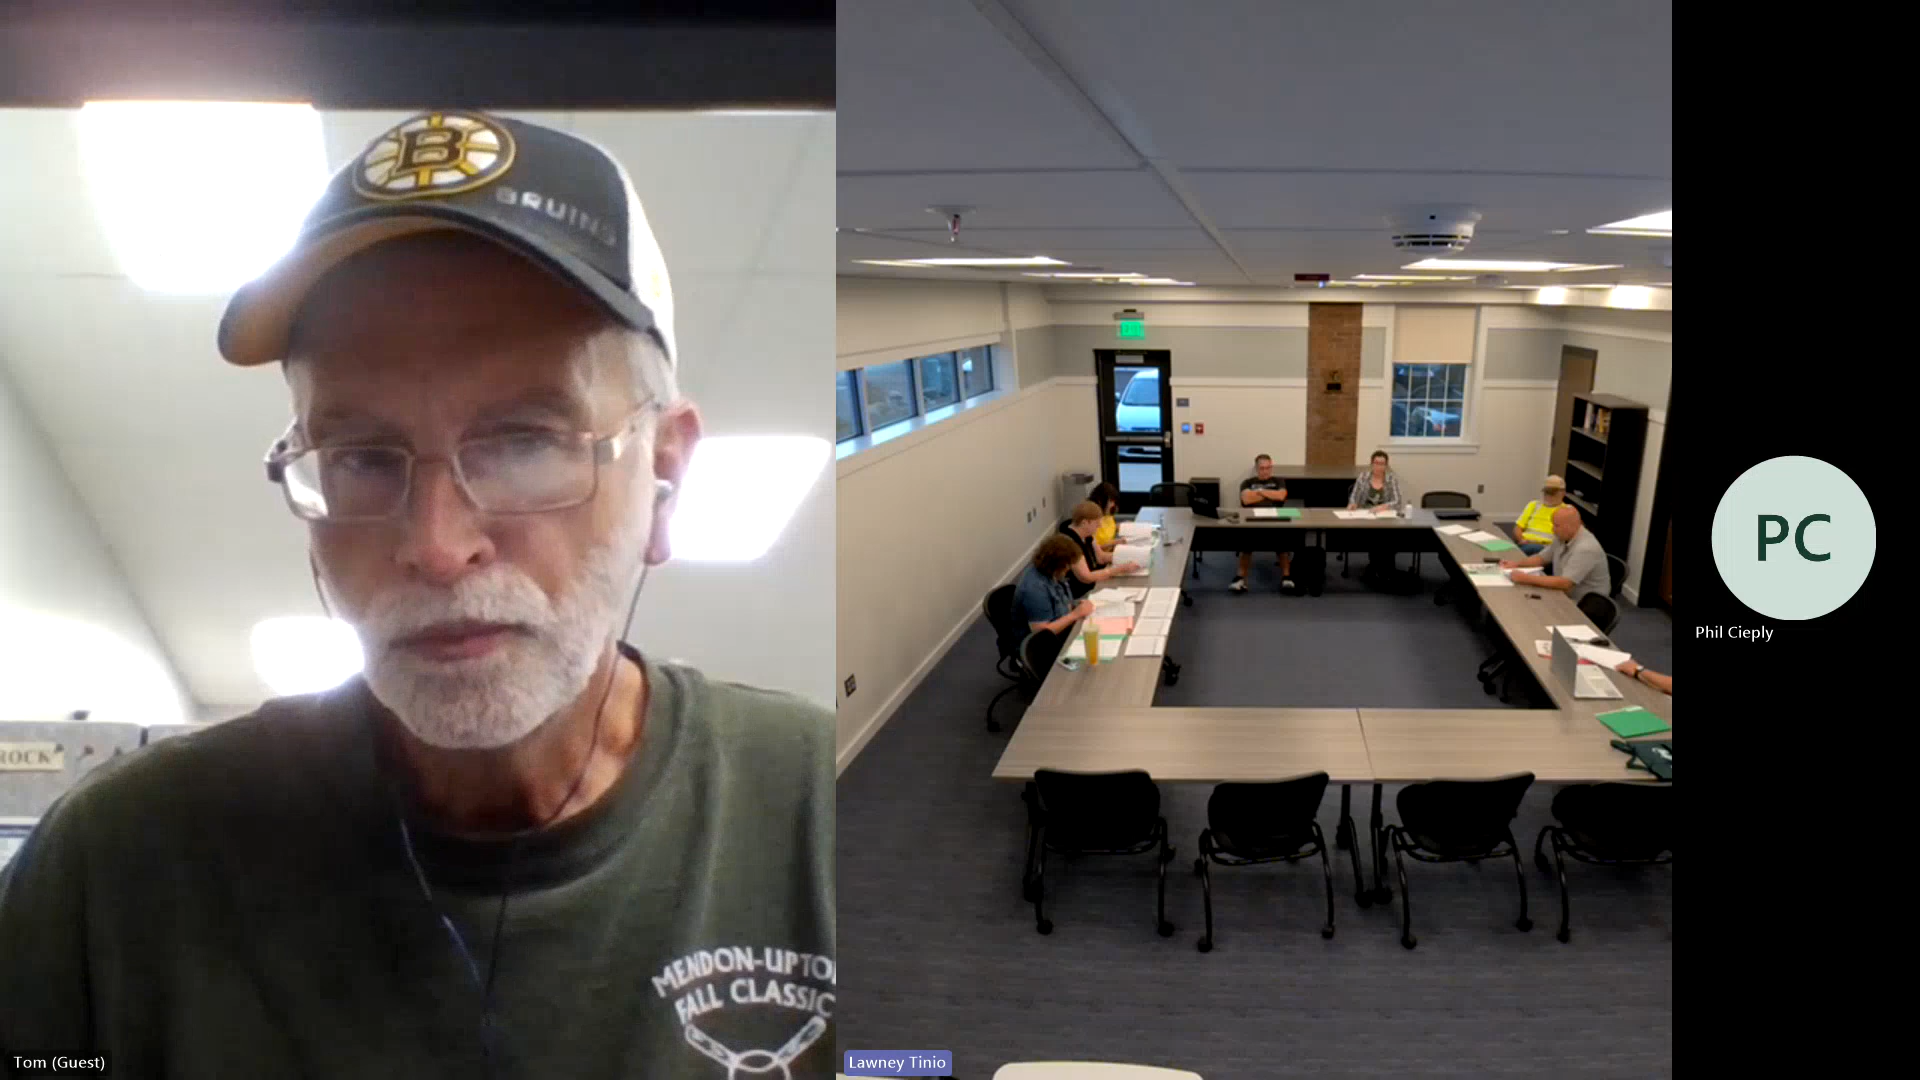 B
BRUINS
ROCK
MENDON-UPTO
FALL CLASSIC
Tom (Guest)
Lawney Tinio
PC
Phil Cieply